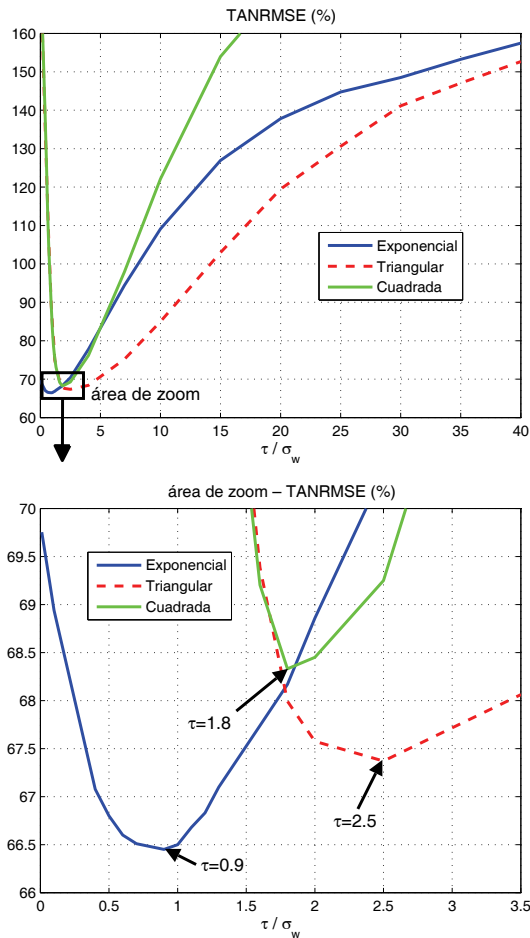 TANRMSE (%)
160
150
140
130
120
110
100
90
80
70
60
Exponencial
Triangular
Cuadrada
área de zoom
0 5 10 15 20 25 30 35 40
τ / σw
área de zoom – TANRMSE (%)
70
69.5
69
68.5
68
67.5
67
66.5
66
Exponencial
Triangular
Cuadrada
τ=1.8
τ=2.5
τ=0.9
0 0.5 1 1.5 2 2.5 3 3.5
τ / σw